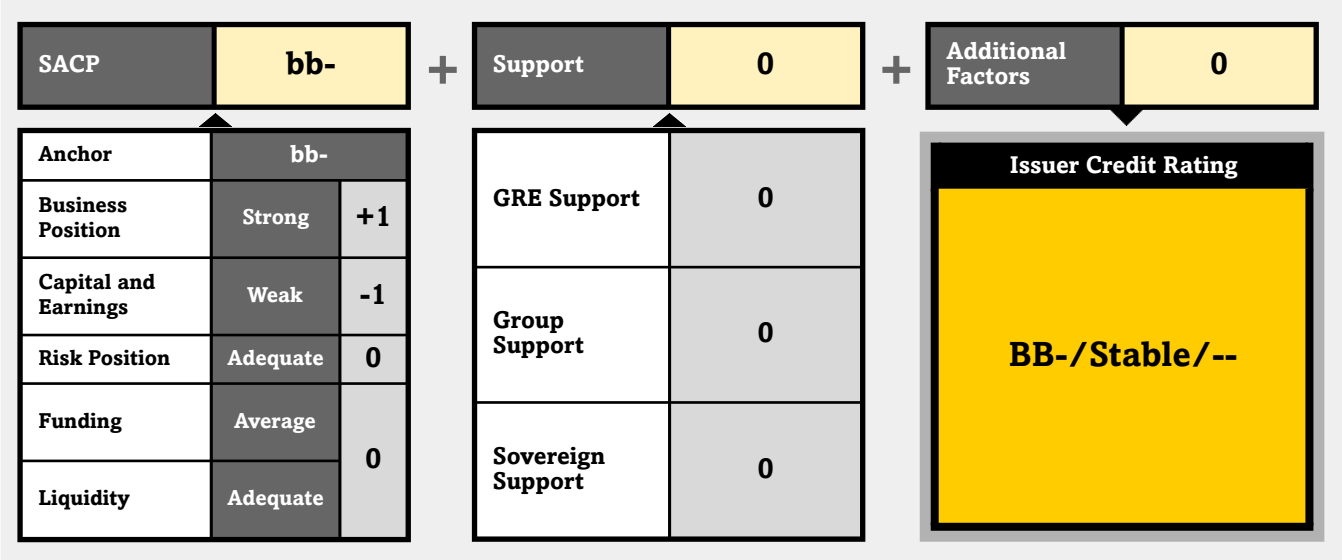 SACP
bb-
+
Support
0
+
Additional
Factors
0
Anchor
bb-
Business
Position
Strong
+1
Capital and
Earnings
Weak
-1
Risk Position
Adequate
0
Funding
Average
Liquidity
Adequate
0
GRE Support
0
Group
Support
0
Sovereign
Support
0
Issuer Credit Rating
BB-/Stable/--